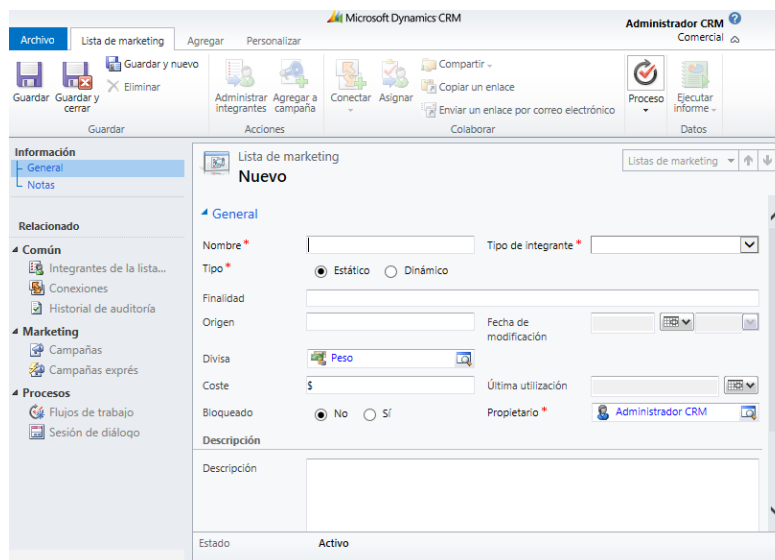 Microsoft Dynamics CRM
Administrador CRM
Comercial
Archivo
Lista de marketing
Agregar
Personalizar
Guardar
Guardar y cerrar
Guardar y nuevo
Eliminar
Guardar
Administrar integrantes
Agregar a campaña
Acciones
Conectar
Asignar
Compartir
Copiar un enlace
Enviar un enlace por correo electrónico
Colaborar
Proceso
Ejecutar informe
Datos
Información
General
Notas
Relacionado
Común
Integrantes de la lista...
Conexiones
Historial de auditoría
Marketing
Campañas
Campañas exprés
Procesos
Flujos de trabajo
Sesión de diálogo
Lista de marketing
Nuevo
Listas de marketing
General
Nombre *
Tipo de integrante *
Tipo *
Estático
Dinámico
Finalidad
Origen
Fecha de modificación
Divisa
Peso
Coste
$
Última utilización
Bloqueado
No
Sí
Propietario *
Administrador CRM
Descripción
Descripción
Estado
Activo